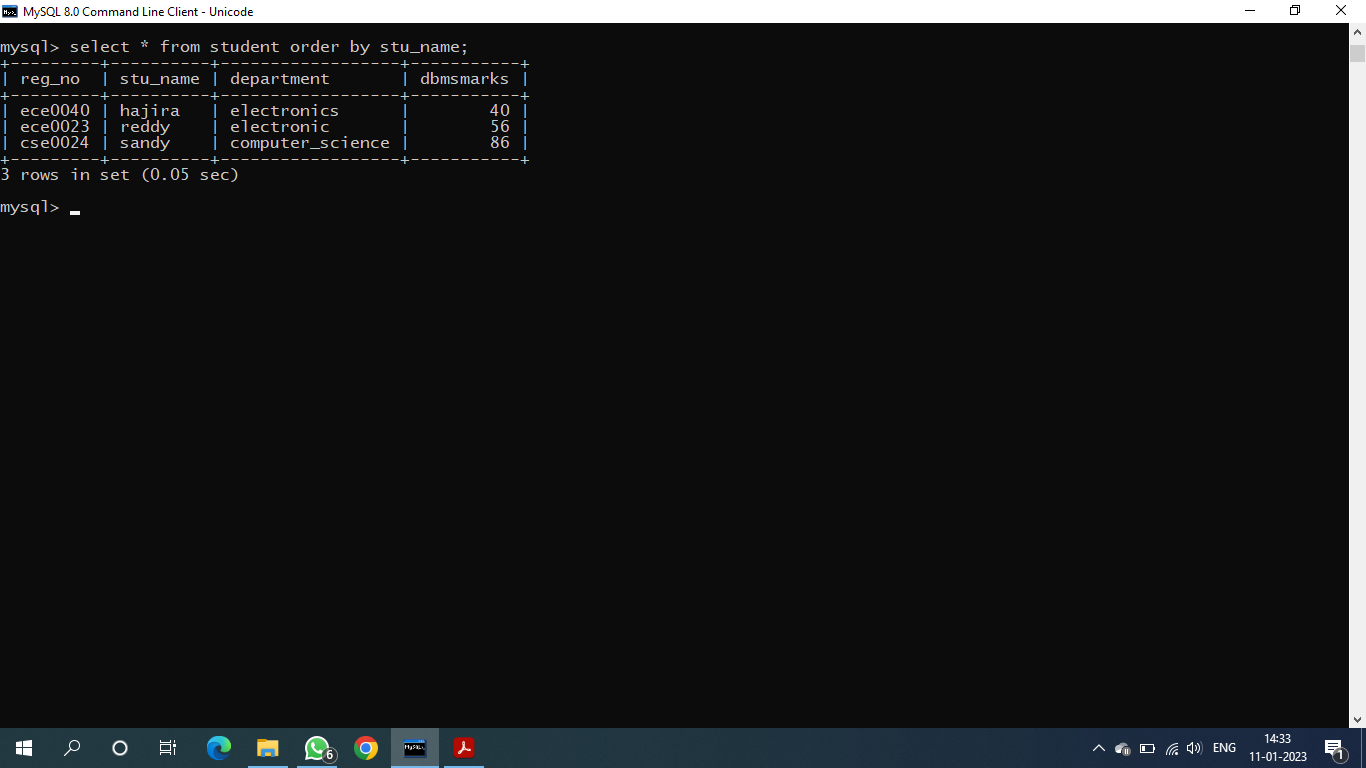 MySQL 8.0 Command Line Client - Unicode
mysql> select * from student order by stu_name;
+---------+----------+------------------+-----------+
| reg_no  | stu_name | department       | dbmsmarks |
+---------+----------+------------------+-----------+
| ece0040 | hajira   | electronics      |        40 |
| ece0023 | reddy    | electronic       |        56 |
| cse0024 | sandy    | computer_science |        86 |
+---------+----------+------------------+-----------+
3 rows in set (0.05 sec)
mysql>
6
MySQL
ENG
14:33
11-01-2023
1